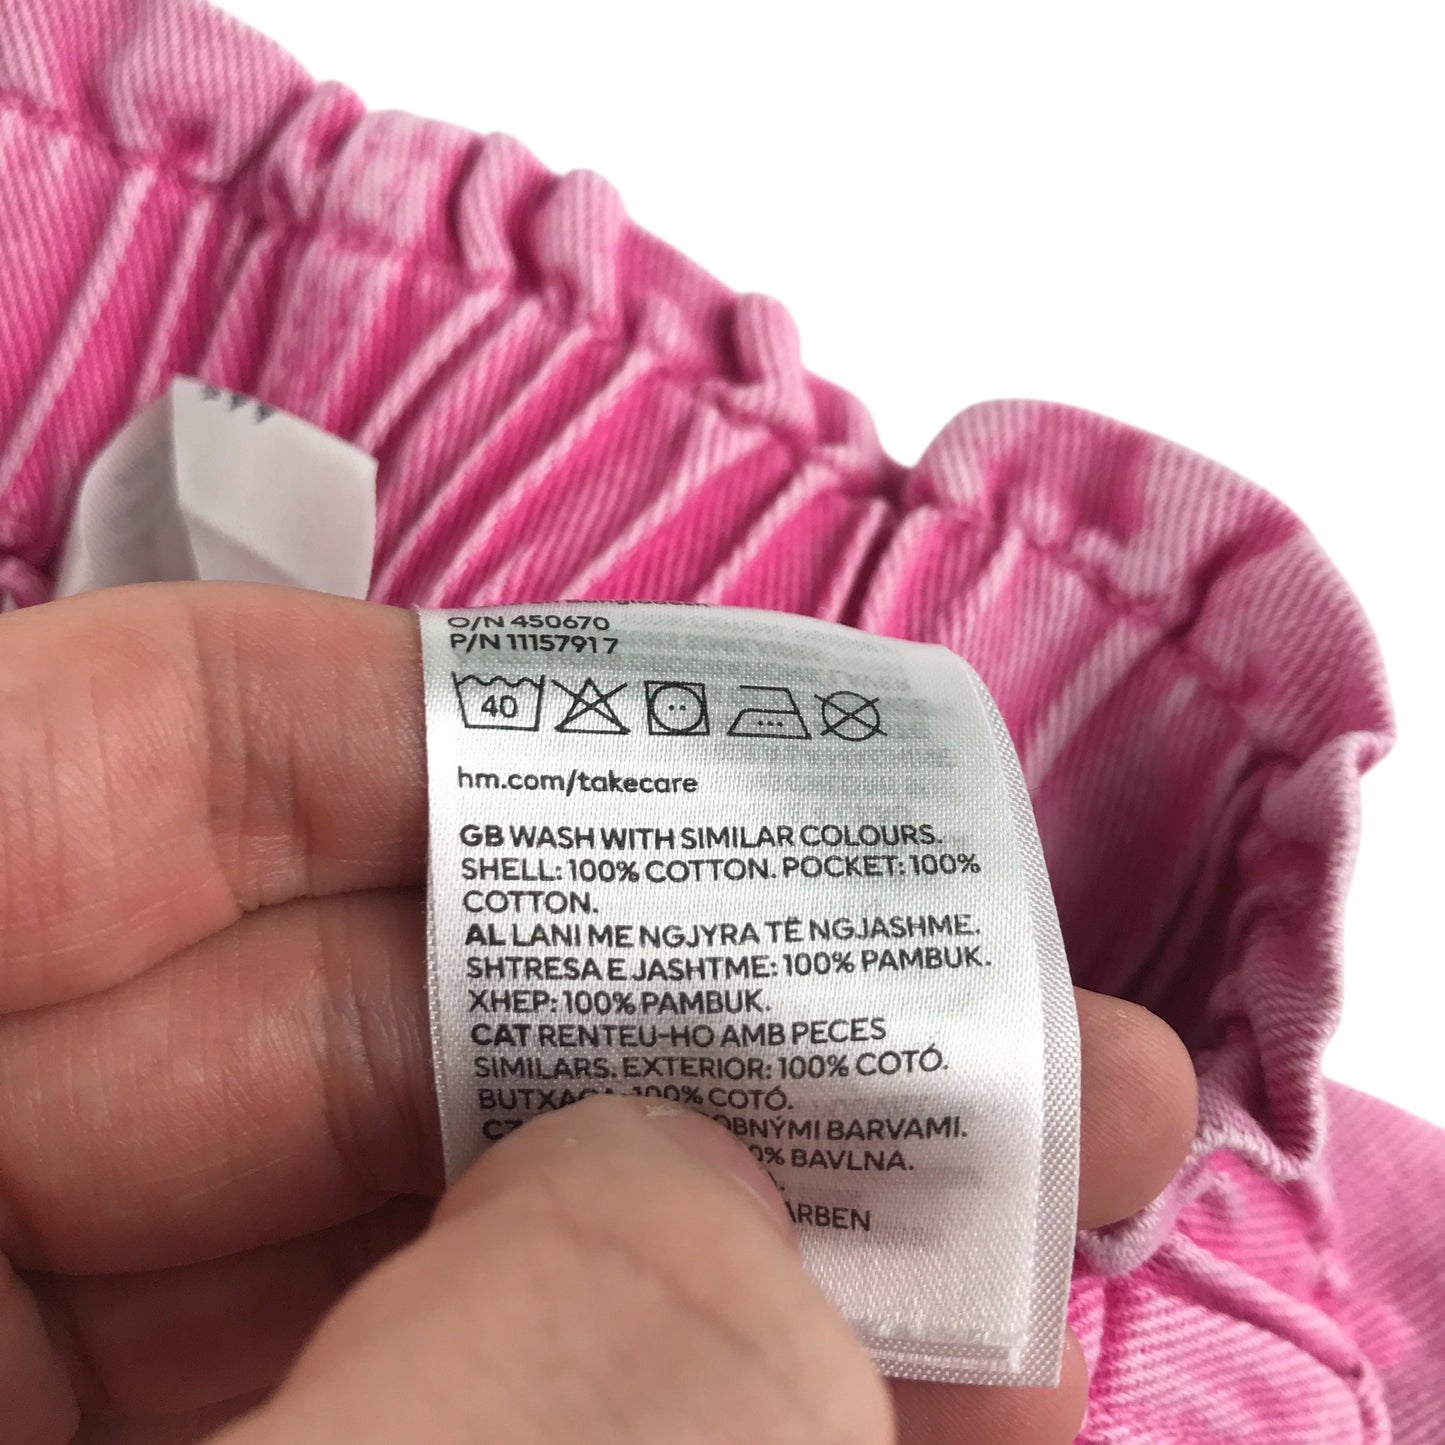 O/N 450670
P/N 11157917
40
hm.com/takecare
GB WASH WITH SIMILAR COLOURS.
SHELL: 100% COTTON. POCKET: 100%
COTTON.
AL LANI ME NGJYRA TË NGJASHME.
SHTRESA E JASHTME: 100% PAMBUK.
XHEP: 100% PAMBUK.
CAT RENTEU-HO AMB PECES
SIMILARS. EXTERIOR: 100% COTÓ.
BUTXACA: 100% COTÓ.
CZ OBNÝMI BARVAMI.
0% BAVLNA.
ARBEN